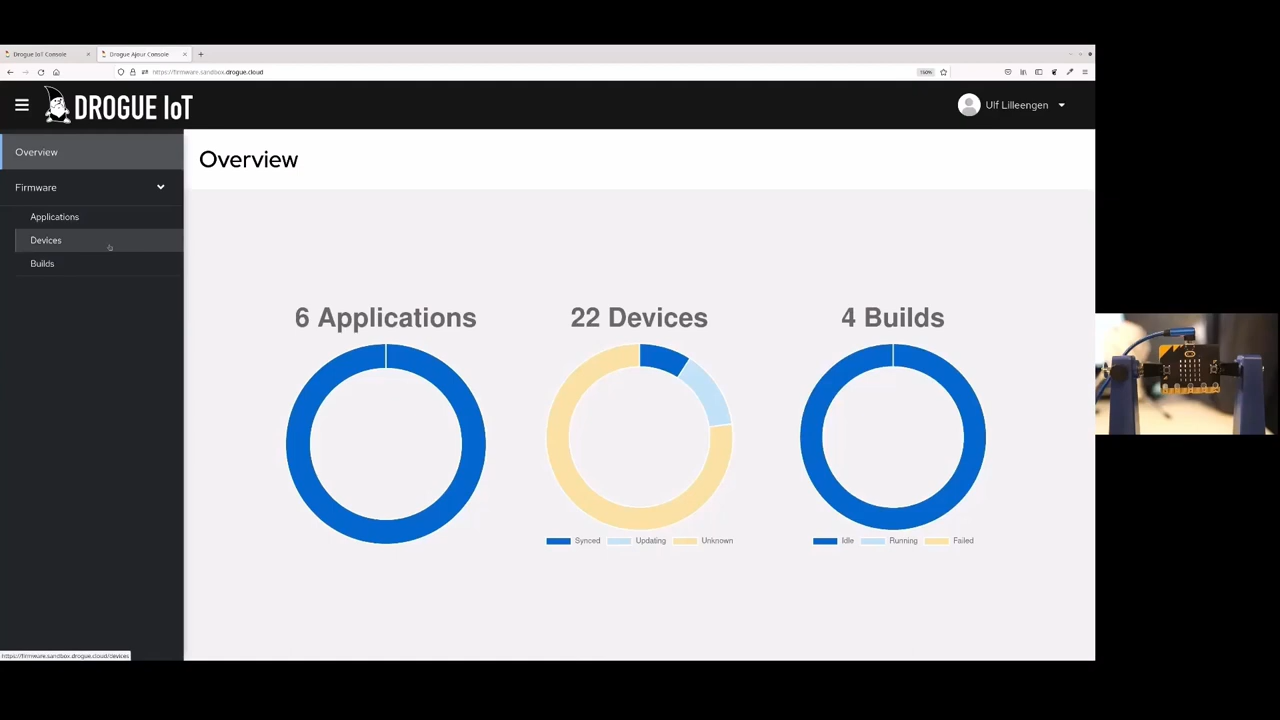 Drogue IoT Console
Drogue Ajour Console
https://firmware.sandbox.drogue.cloud
150%
DROGUE IoT
Ulf Lilleengen
Overview
Firmware
Applications
Devices
Builds
Overview
6 Applications
22 Devices
4 Builds
Synced Updating Unknown
Idle Running Failed
https://firmware.sandbox.drogue.cloud/devices